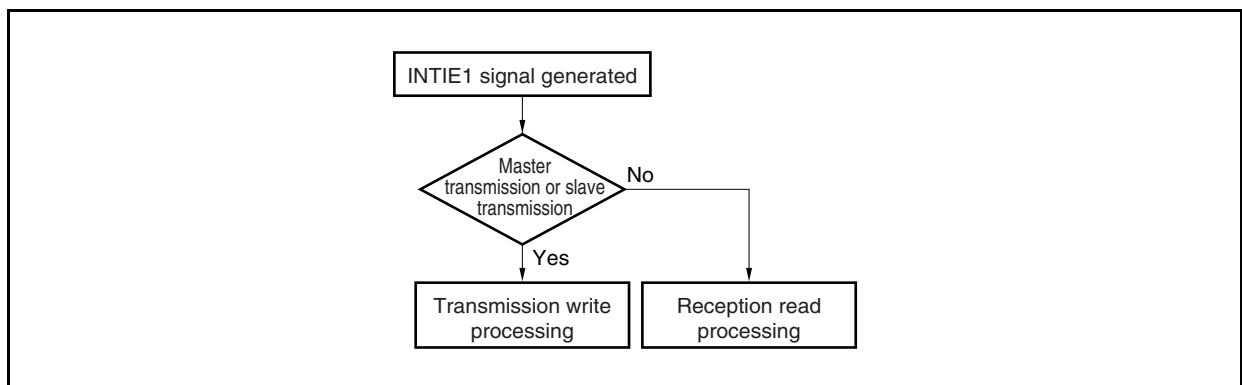 INTIE1 signal generated
Master
transmission or slave
transmission
No
Yes
Transmission write
processing
Reception read
processing